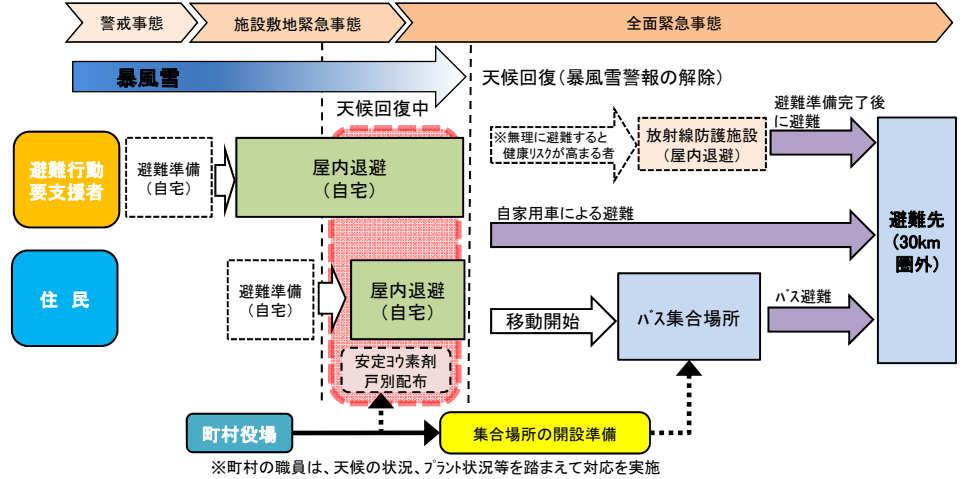 警戒事態
施設敷地緊急事態
全面緊急事態
暴風雪
天候回復(暴風雪警報の解除)
天候回復中
避難行動
要支援者
避難準備
(自宅)
屋内退避
(自宅)
※無理に避難すると
健康リスクが高まる者
放射線防護施設
(屋内退避)
避難準備完了後
に避難
自家用車による避難
避難先
(30km
圏外)
住 民
避難準備
(自宅)
屋内退避
(自宅)
移動開始
バス集合場所
バス避難
安定ヨウ素剤
戸別配布
町村役場
集合場所の開設準備
※町村の職員は、天候の状況、プラント状況等を踏まえて対応を実施